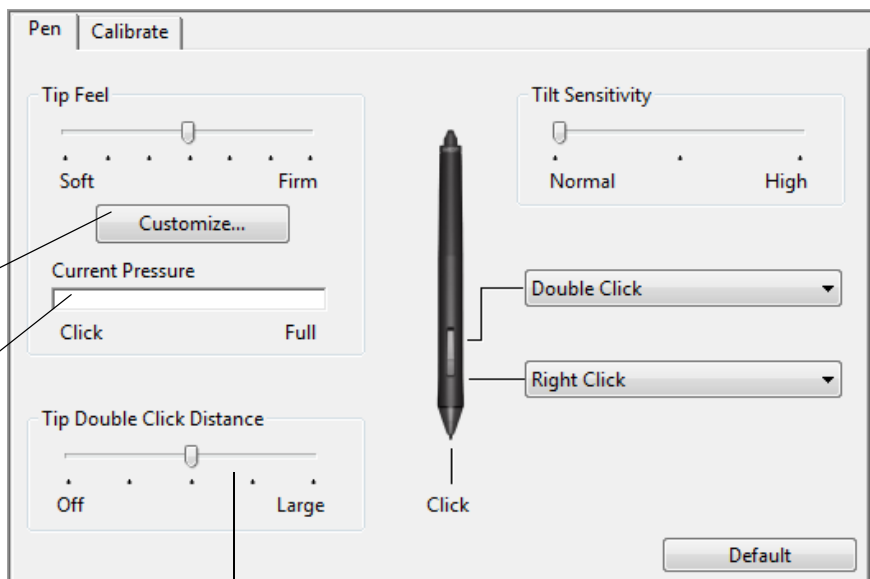 Pen
Calibrate
Tip Feel
Soft
Firm
Customize...
Current Pressure
Click
Full
Tip Double Click Distance
Off
Large
Click
Tilt Sensitivity
Normal
High
Double Click
Right Click
Default